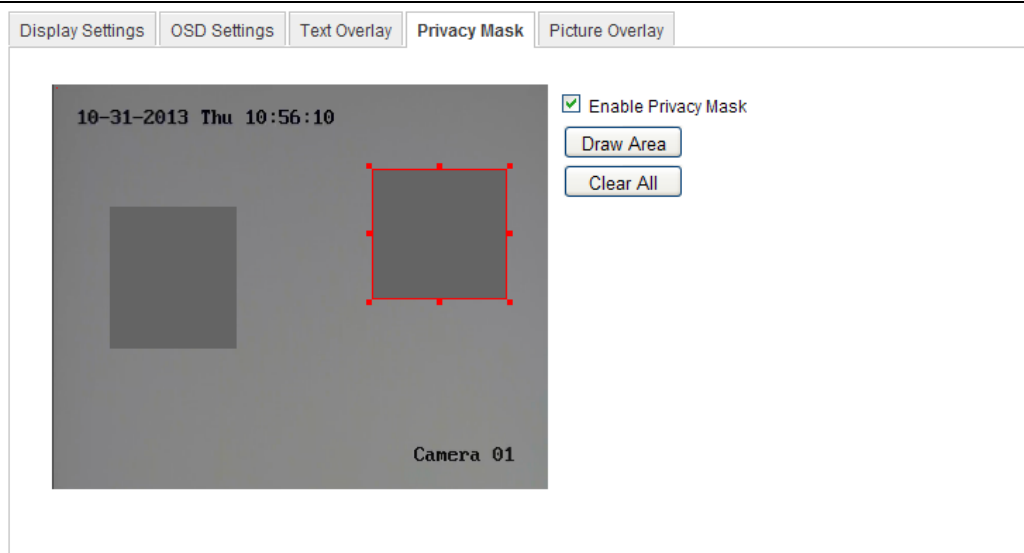 Display Settings OSD Settings Text Overlay Privacy Mask Picture Overlay
10-31-2013 Thu 10:56:10
Enable Privacy Mask
Draw Area
Clear All
Camera 01